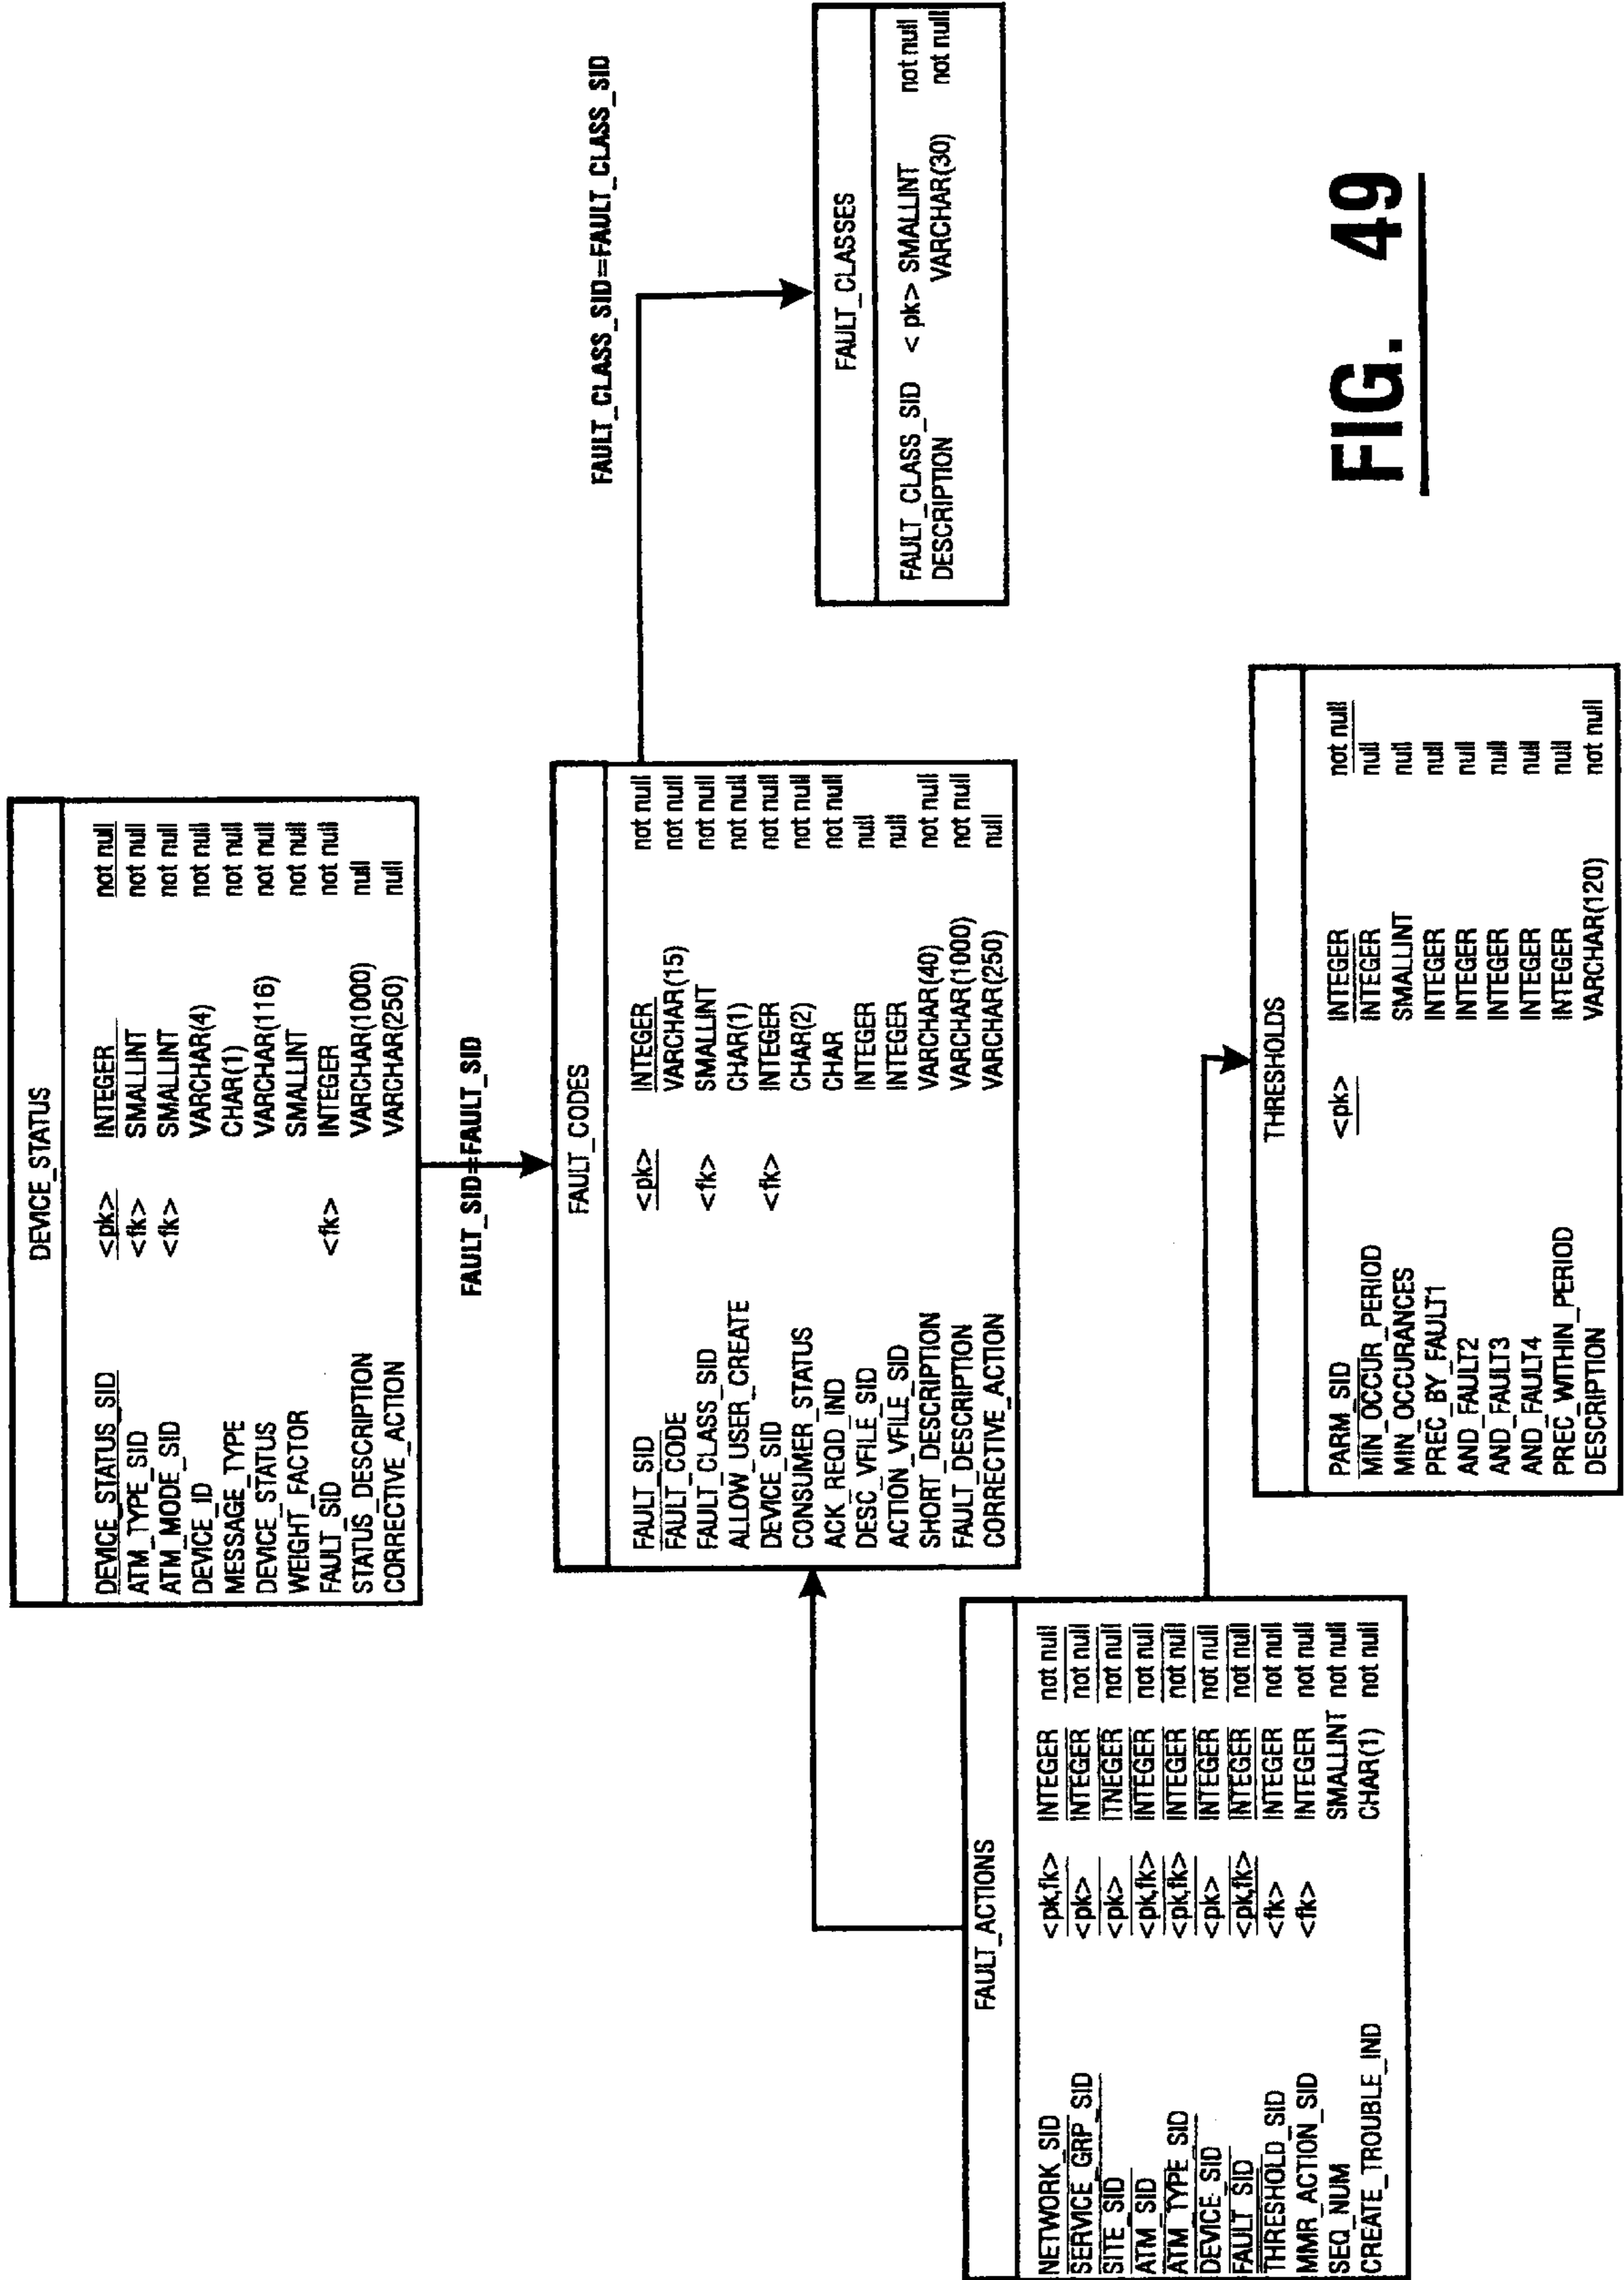 DEVICE_STATUS
DEVICE_STATUS_SID <pk> INTEGER not null
ATM_TYPE_SID <fk> SMALLINT not null
ATM_MODE_SID <fk> SMALLINT not null
DEVICE_ID VARCHAR(4) not null
MESSAGE_TYPE CHAR(1) not null
DEVICE_STATUS VARCHAR(116) not null
WEIGHT_FACTOR SMALLINT not null
FAULT_SID <fk> INTEGER not null
STATUS_DESCRIPTION VARCHAR(1000) null
CORRECTIVE_ACTION VARCHAR(250) null
FAULT_SID=FAULT_SID
FAULT_CODES
FAULT_SID <pk> INTEGER not null
FAULT_CODE VARCHAR(15) not null
FAULT_CLASS_SID <fk> SMALLINT not null
ALLOW_USER_CREATE CHAR(1) not null
DEVICE_SID <fk> INTEGER not null
CONSUMER_STATUS CHAR(2) not null
ACK_REQD_IND CHAR not null
DESC_VFILE_SID INTEGER null
ACTION_VFILE_SID INTEGER null
SHORT_DESCRIPTION VARCHAR(40) not null
FAULT_DESCRIPTION VARCHAR(1000) not null
CORRECTIVE_ACTION VARCHAR(250) null
FAULT_CLASS_SID=FAULT_CLASS_SID
FAULT_CLASSES
FAULT_CLASS_SID < pk> SMALLINT not null
DESCRIPTION VARCHAR(30) not null
FAULT_ACTIONS
NETWORK_SID <pk,fk> INTEGER not null
SERVICE_GRP_SID <pk> INTEGER not null
SITE_SID <pk> ITNEGER not null
ATM_SID <pk,fk> INTEGER not null
ATM_TYPE_SID <pk,fk> INTEGER not null
DEVICE_SID <pk> INTEGER not null
FAULT_SID <pk,fk> INTEGER not null
THRESHOLD_SID <fk> INTEGER not null
MMR_ACTION_SID <fk> INTEGER not null
SEQ_NUM SMALLINT not null
CREATE_TROUBLE_IND CHAR(1) not null
THRESHOLDS
PARM_SID <pk> INTEGER not null
MIN_OCCUR_PERIOD INTEGER null
MIN_OCCURANCES SMALLINT null
PREC_BY_FAULT1 INTEGER null
AND_FAULT2 INTEGER null
AND_FAULT3 INTEGER null
AND_FAULT4 INTEGER null
PREC_WITHIN_PERIOD INTEGER null
DESCRIPTION VARCHAR(120) not null
FIG. 49